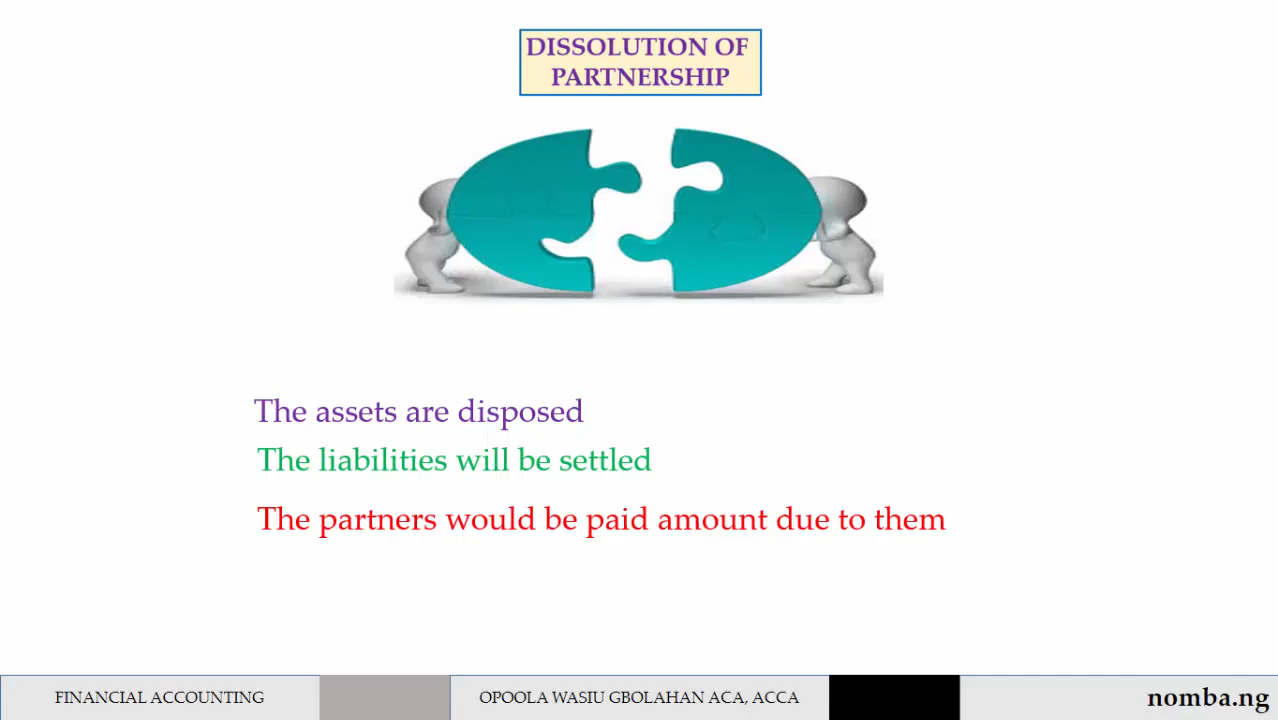 DISSOLUTION OF
PARTNERSHIP
The assets are disposed
The liabilities will be settled
The partners would be paid amount due to them
FINANCIAL ACCOUNTING
OPOOLA WASIU GBOLAHAN ACA, ACCA
nomba.ng